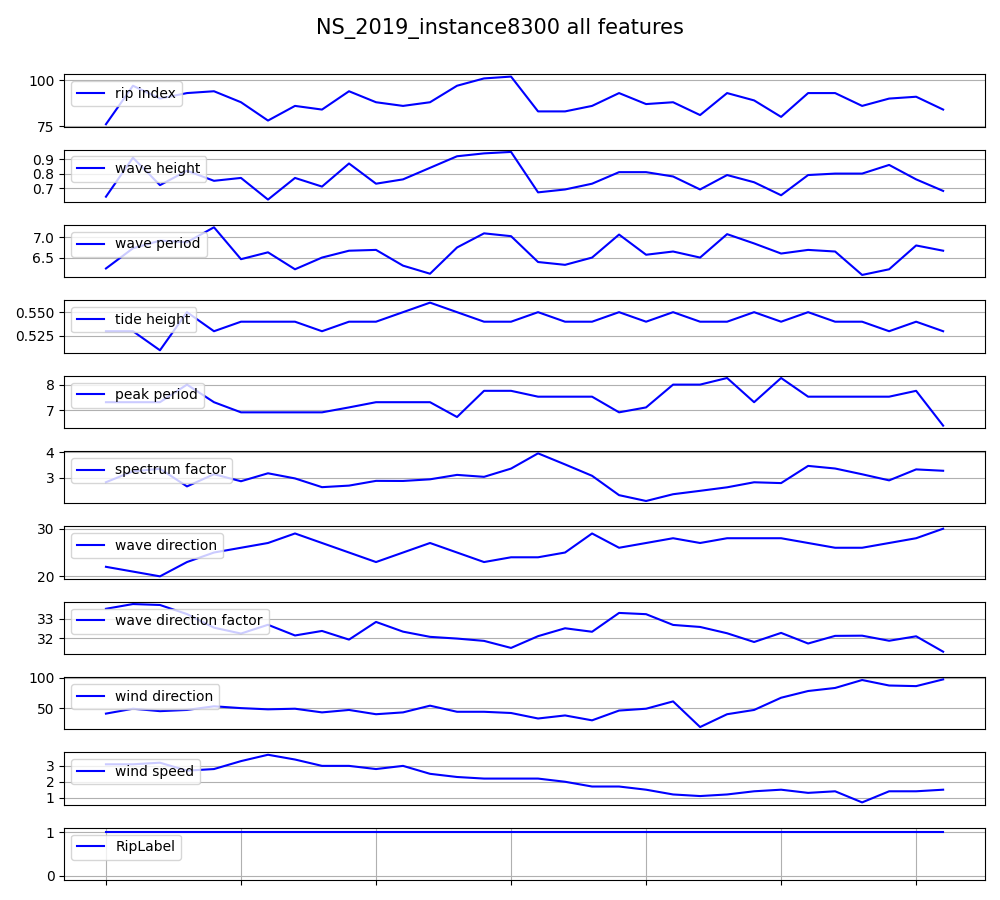 NS_2019_instance8300 all features
100
75
rip index
0.9
0.8
0.7
wave height
7.0
6.5
wave period
0.550
0.525
tide height
8
7
peak period
4
3
spectrum factor
30
20
wave direction
33
32
wave direction factor
100
50
wind direction
3
2
1
wind speed
1
0
RipLabel